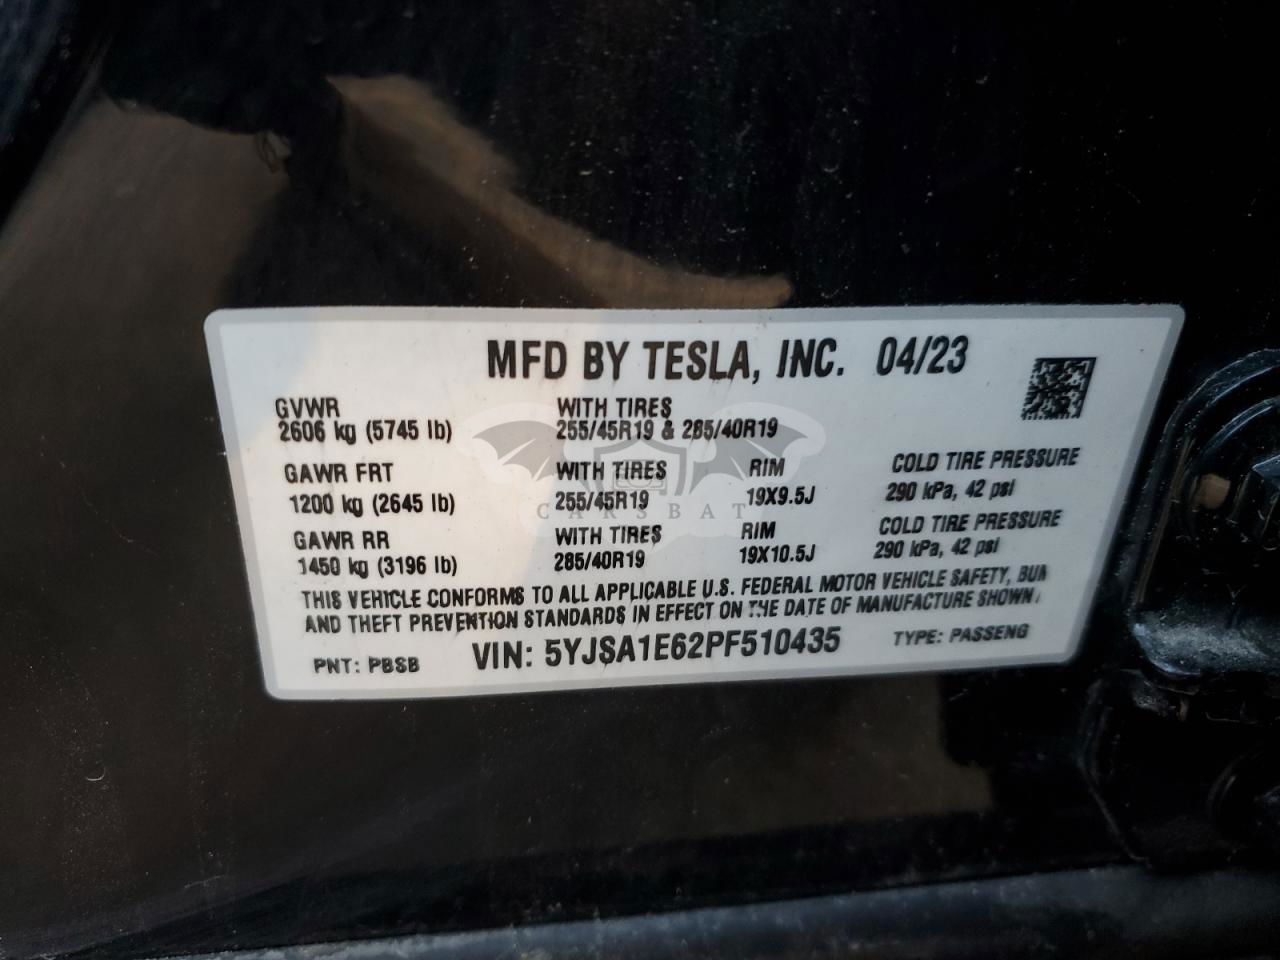 MFD BY TESLA, INC. 04/23
GVWR WITH TIRES
2606 kg (5745 lb) 255/45R19 & 285/40R19
GAWR FRT WITH TIRES RIM COLD TIRE PRESSURE
1200 kg (2645 lb) 255/45R19 19X9.5J 290 kPa, 42 psi
CARSBAT
GAWR RR WITH TIRES RIM COLD TIRE PRESSURE
1450 kg (3196 lb) 285/40R19 19X10.5J 290 kPa, 42 psi
THIS VEHICLE CONFORMS TO ALL APPLICABLE U.S. FEDERAL MOTOR VEHICLE SAFETY,
AND THEFT PREVENTION STANDARDS IN EFFECT ON THE DATE OF MANUFACTURE SHOWN
PNT: PBSB VIN: 5YJSA1E62PF510435 TYPE: PASSENG